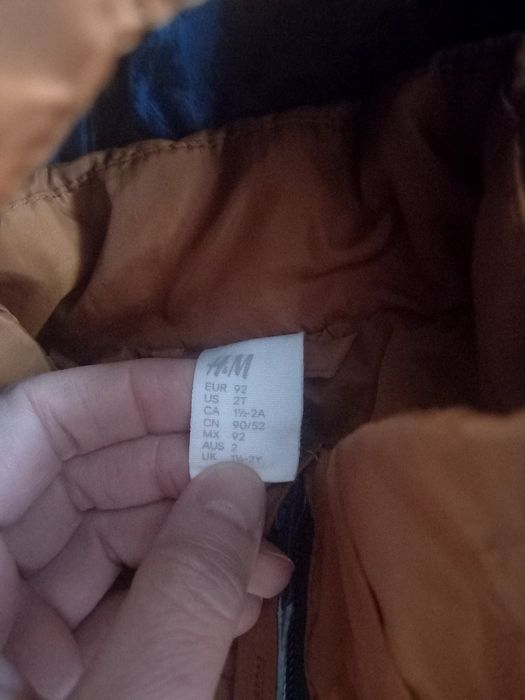 H&M
EUR 92
US 2T
CA 1½-2A
CN 90/52
MX 92
AUS 2
UK 1½-2Y